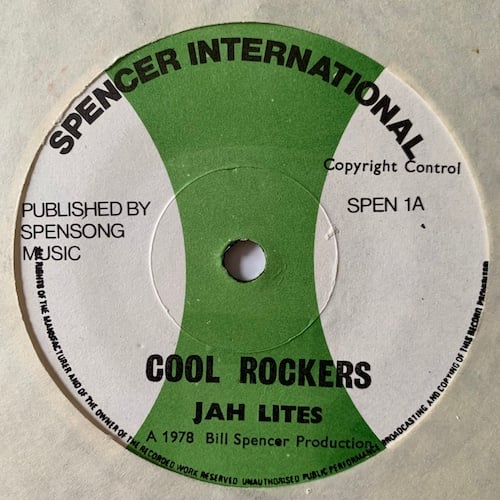 SPENCER INTERNATIONAL
Copyright Control
PUBLISHED BY
SPENSONG
MUSIC
SPEN 1A
COOL ROCKERS
JAH LITES
A 1978 Bill Spencer Production
ALL RIGHTS OF THE MANUFACTURER AND OF THE OWNER OF THE RECORDED WORK RESERVED UNAUTHORISED PUBLIC PERFORMANCE BROADCASTING AND COPYING OF THIS RECORD PROHIBITED